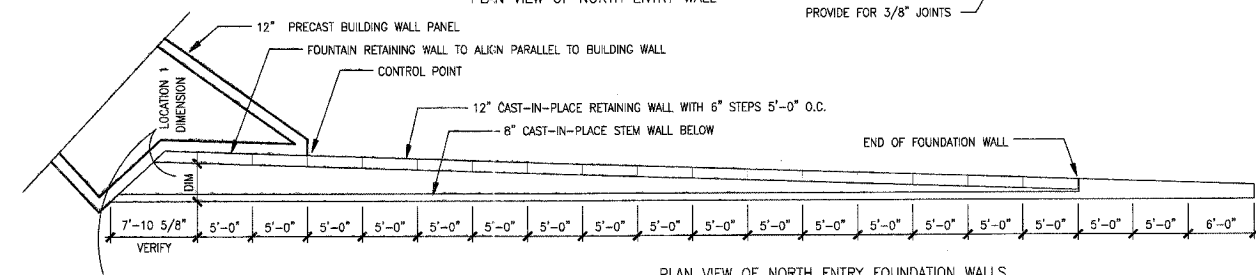 PLAN VIEW OF NORTH ENTRY WALL
PROVIDE FOR 3/8" JOINTS
12" PRECAST BUILDING WALL PANEL
FOUNTAIN RETAINING WALL TO ALIGN PARALLEL TO BUILDING WALL
CONTROL POINT
LOCATION 1
DIMENSION
12" CAST-IN-PLACE RETAINING WALL WITH 6" STEPS 5'-0" O.C.
8" CAST-IN-PLACE STEM WALL BELOW
END OF FOUNDATION WALL
DIM
7'-10 5/8" 5'-0" 5'-0" 5'-0" 5'-0" 5'-0" 5'-0" 5'-0" 5'-0" 5'-0" 5'-0" 5'-0" 5'-0" 5'-0" 5'-0" 5'-0" 5'-0" 5'-0" 5'-0" 6'-0"
VERIFY
PLAN VIEW OF NORTH ENTRY FOUNDATION WALLS